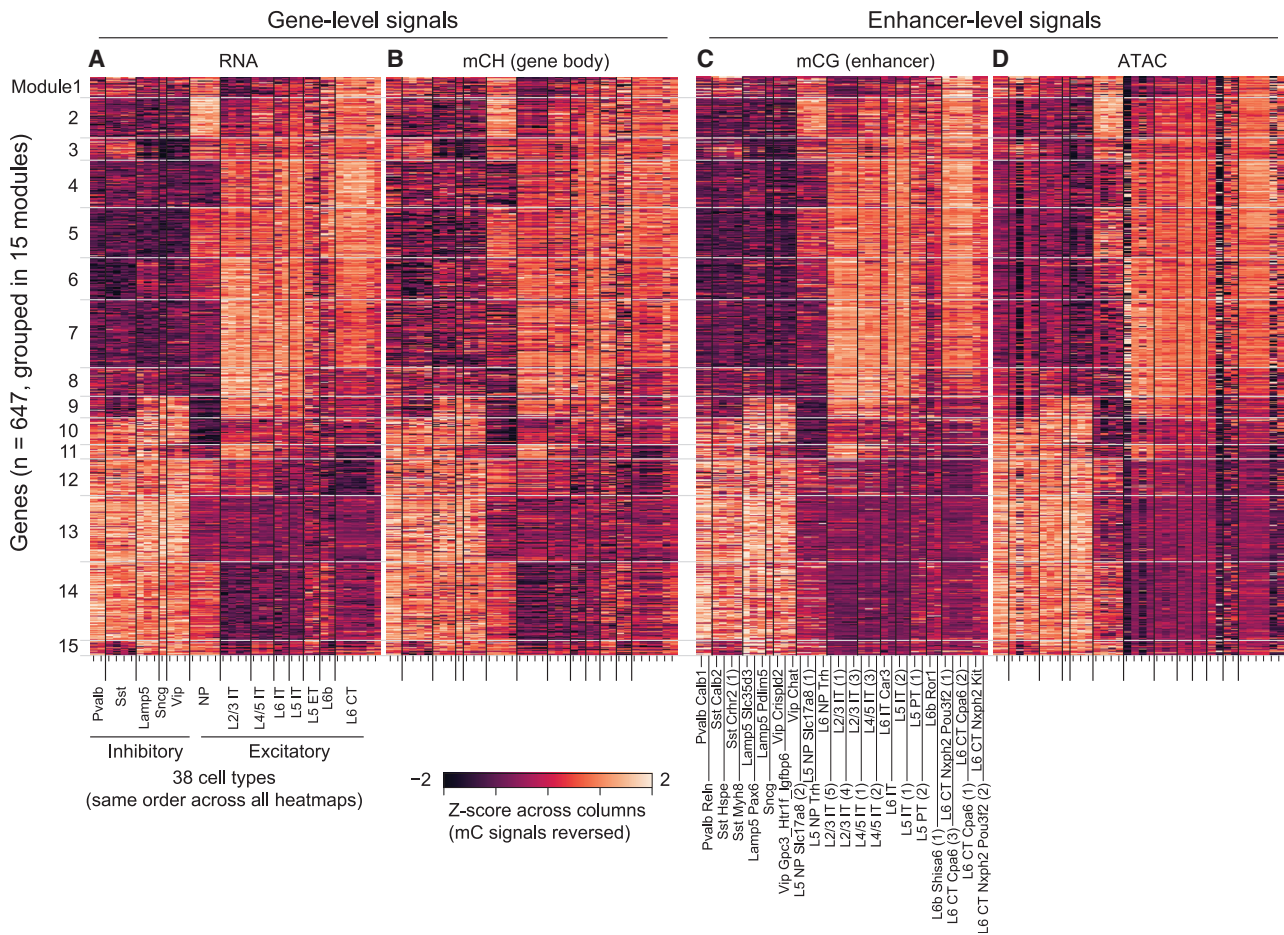 Gene-level signals
Enhancer-level signals
A
RNA
B
mCH (gene body)
C
mCG (enhancer)
D
ATAC
Genes (n = 647, grouped in 15 modules)
Module1
2
3
4
5
6
7
8
9
10
11
12
13
14
15
Pvalb
Sst
Lamp5
Sncg
Vip
NP
L2/3 IT
L4/5 IT
L6 IT
L5 IT
L5 ET
L6b
L6 CT
Inhibitory
Excitatory
38 cell types
(same order across all heatmaps)
−2
2
Z-score across columns
(mC signals reversed)
Pvalb Reln
Pvalb Calb1
Sst Hspe
Sst Calb2
Sst Myh8
Sst Crhr2 (1)
Lamp5 Pax6
Lamp5 Slc35d3
Sncg
Lamp5 Pdlim5
Vip Gpc3_Htr1f_Igfbp6
Vip Crispld2
L5 NP Slc17a8 (2)
Vip Chat
L5 NP Trh
L5 NP Slc17a8 (1)
L2/3 IT (5)
L6 NP Trh
L2/3 IT (4)
L2/3 IT (1)
L4/5 IT (1)
L2/3 IT (3)
L4/5 IT (2)
L4/5 IT (3)
L6 IT
L6 IT Car3
L5 IT (1)
L5 IT (2)
L5 PT (2)
L5 PT (1)
L6b Shisa6 (1)
L6b Ror1
L6 CT Cpa6 (3)
L6 CT Nxph2 Pou3f2 (1)
L6 CT Cpa6 (1)
L6 CT Cpa6 (2)
L6 CT Nxph2 Pou3f2 (2)
L6 CT Nxph2 Kit